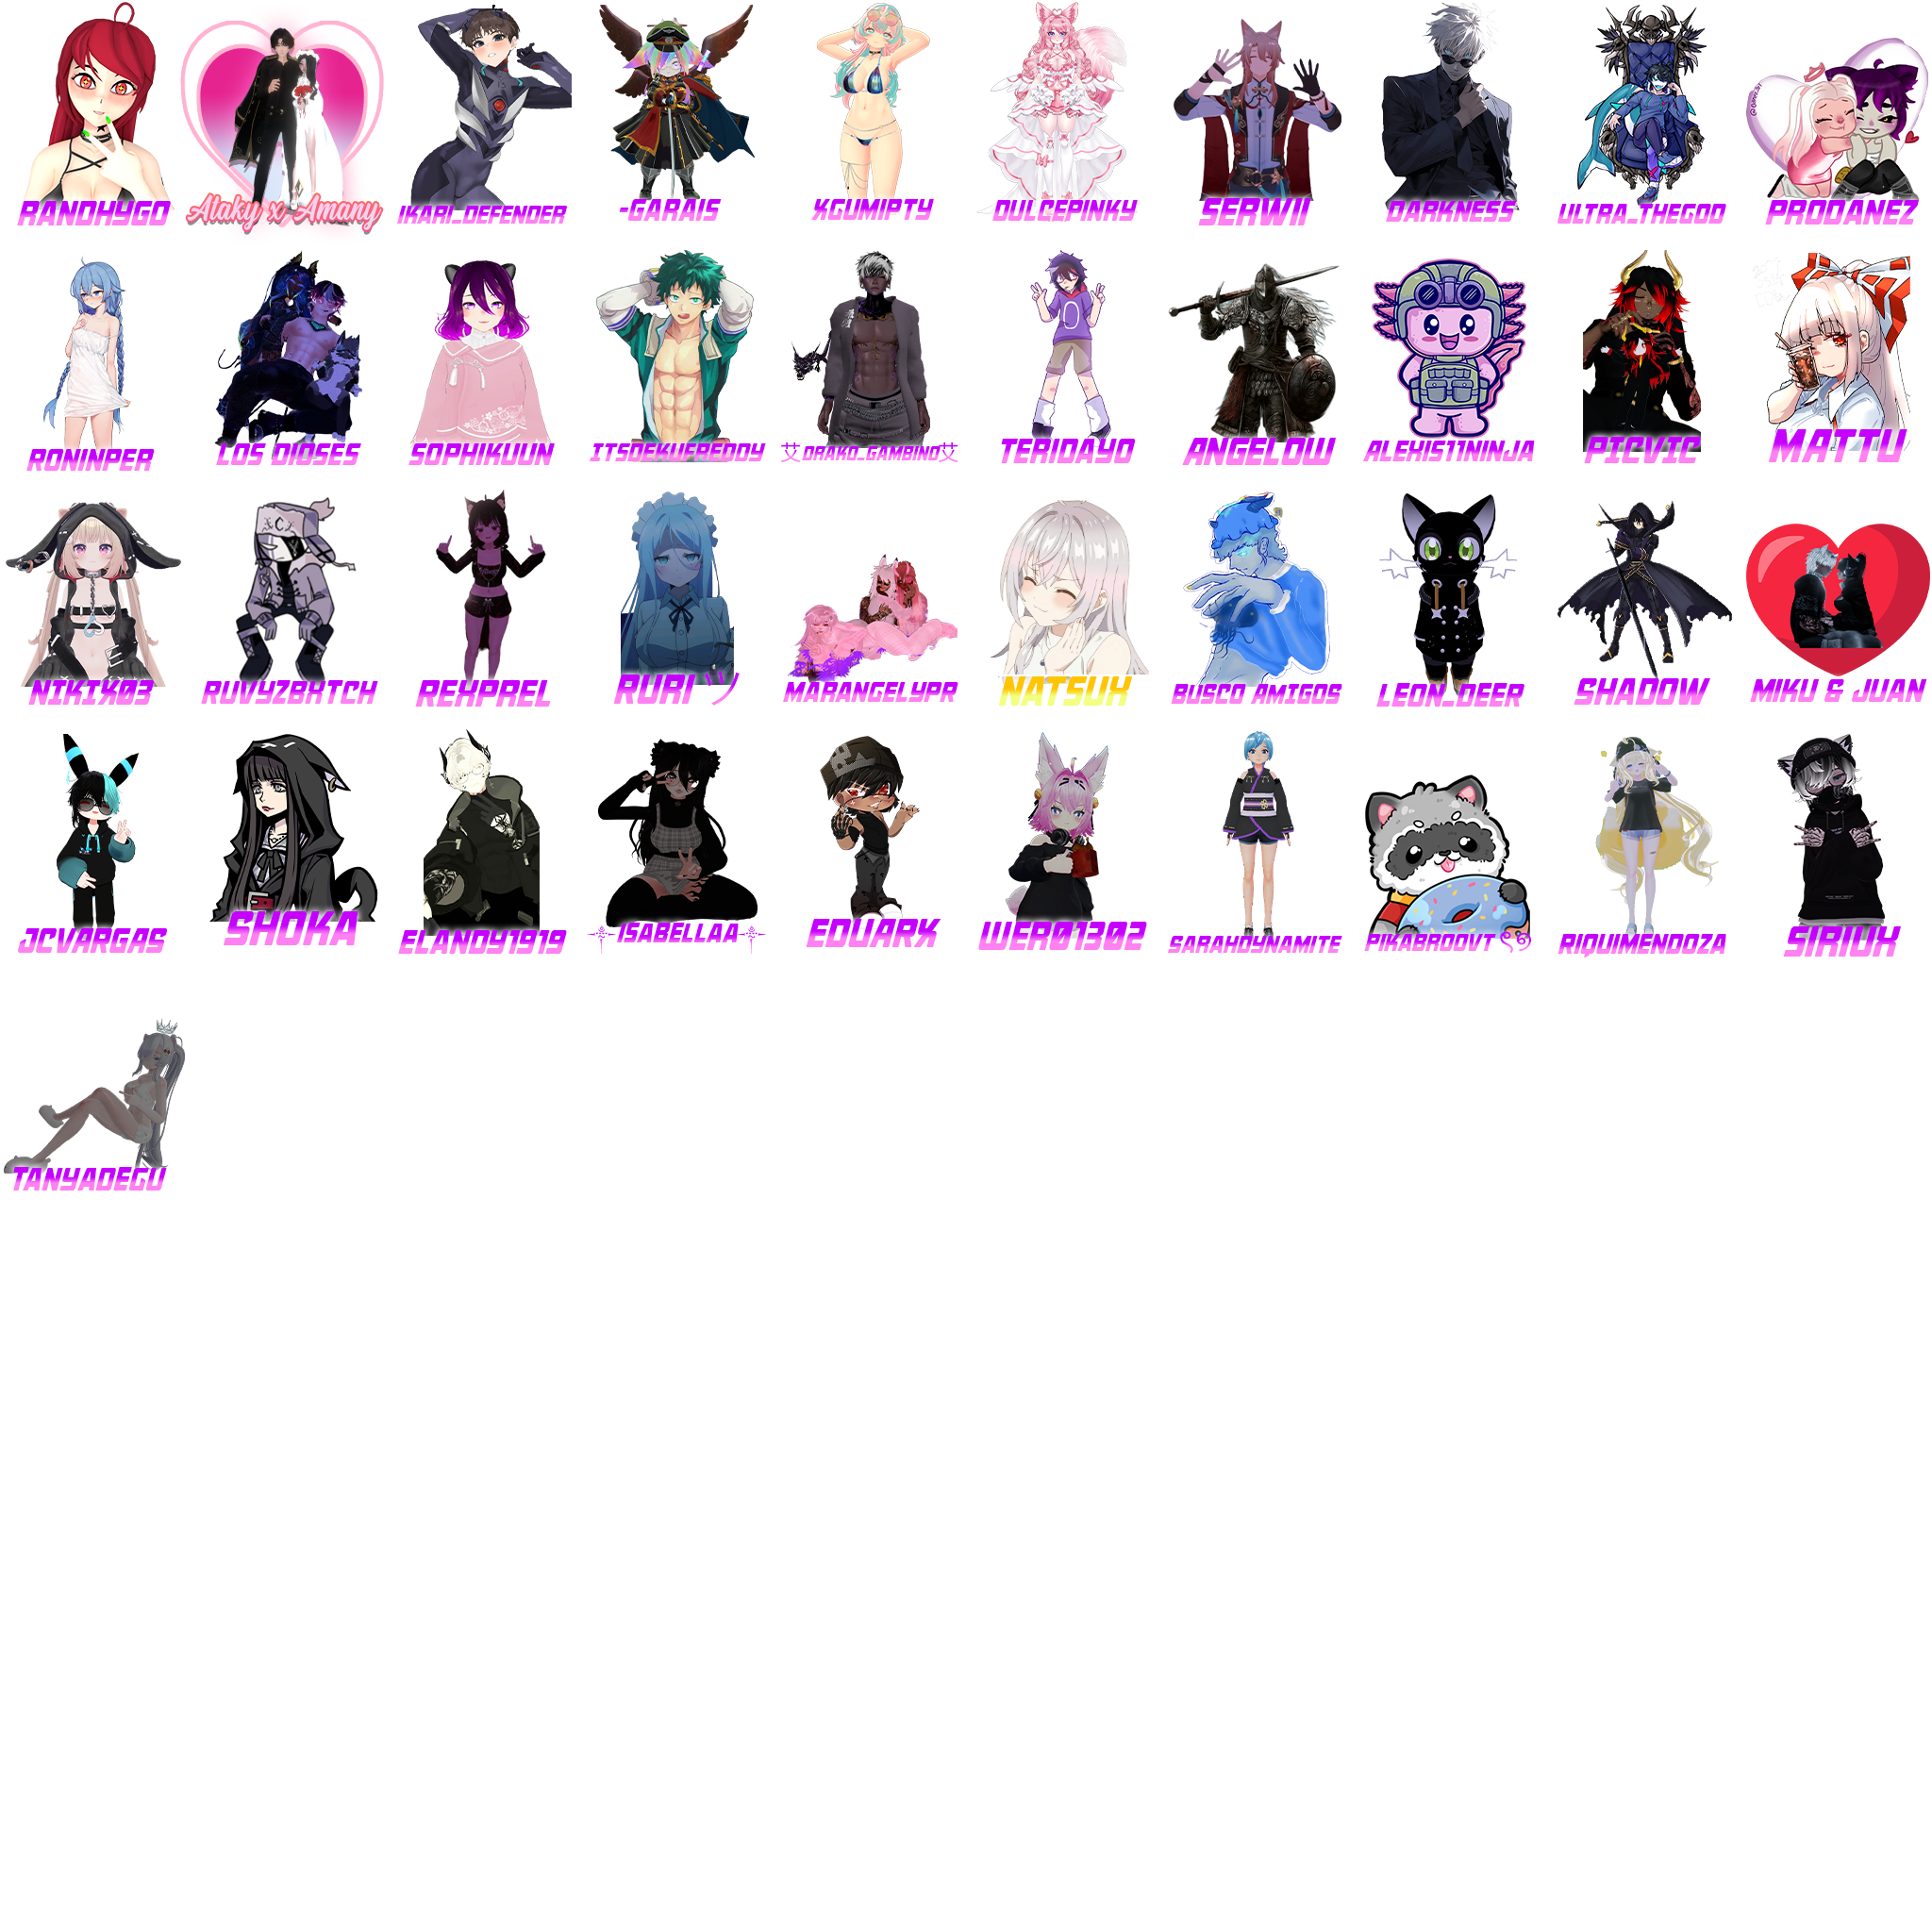 RANDHYGO
Ataky x Amany
IKARI_DEFENDER
-GARAIS
XGUMIPTY
DULCEPINKY
SERWII
DARKNESS
ULTRA_THEGOD
PRODANEZ
RONINPER
LOS DIOSES
SOPHIKUUN
ITSDEKUFREDDY
艾DRAKO_GAMBINO艾
TERIDAYO
ANGELOW
ALEXIS11NINJA
PICVIC
MATTU
NIKIX03
RUVYZBXTCH
REXPREL
RURI ツ
MARANGELYPR
NATSUX
BUSCO AMIGOS
LEON_DEER
SHADOW
MIKU & JUAN
JCVARGAS
SHOKA
ELANDY1919
ISABELLAA
EDUARX
WER01302
SARAHDYNAMITE
PIKABROOVT
RIQUIMENDOZA
SIRIUX
TANYADEGU